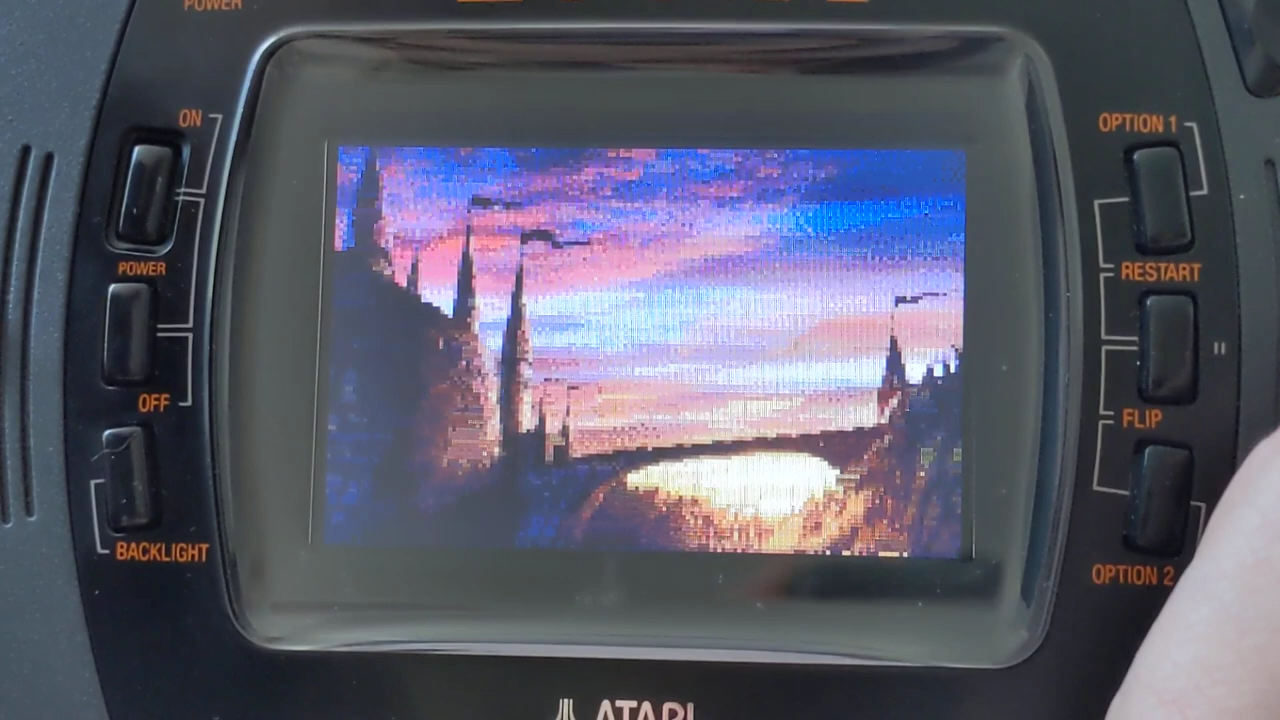 POWER
ON
POWER
OFF
BACKLIGHT
OPTION 1
RESTART
FLIP
OPTION 2
ATARI